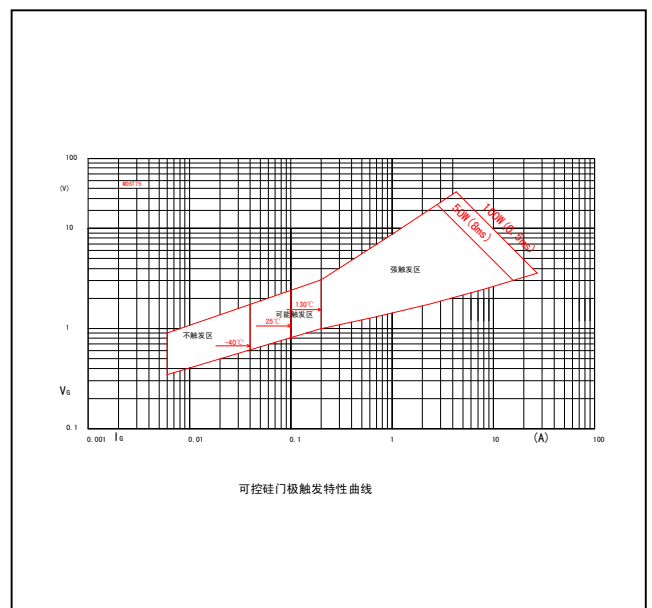 100
(V)
MDST75
10
100W(0.5ms)
50W(8ms)
强触发区
130℃
可能触发区
25℃
不触发区
-40℃
1
VG
0.1
0.001
IG
0.01
0.1
1
10
(A)
100
可控硅门极触发特性曲线